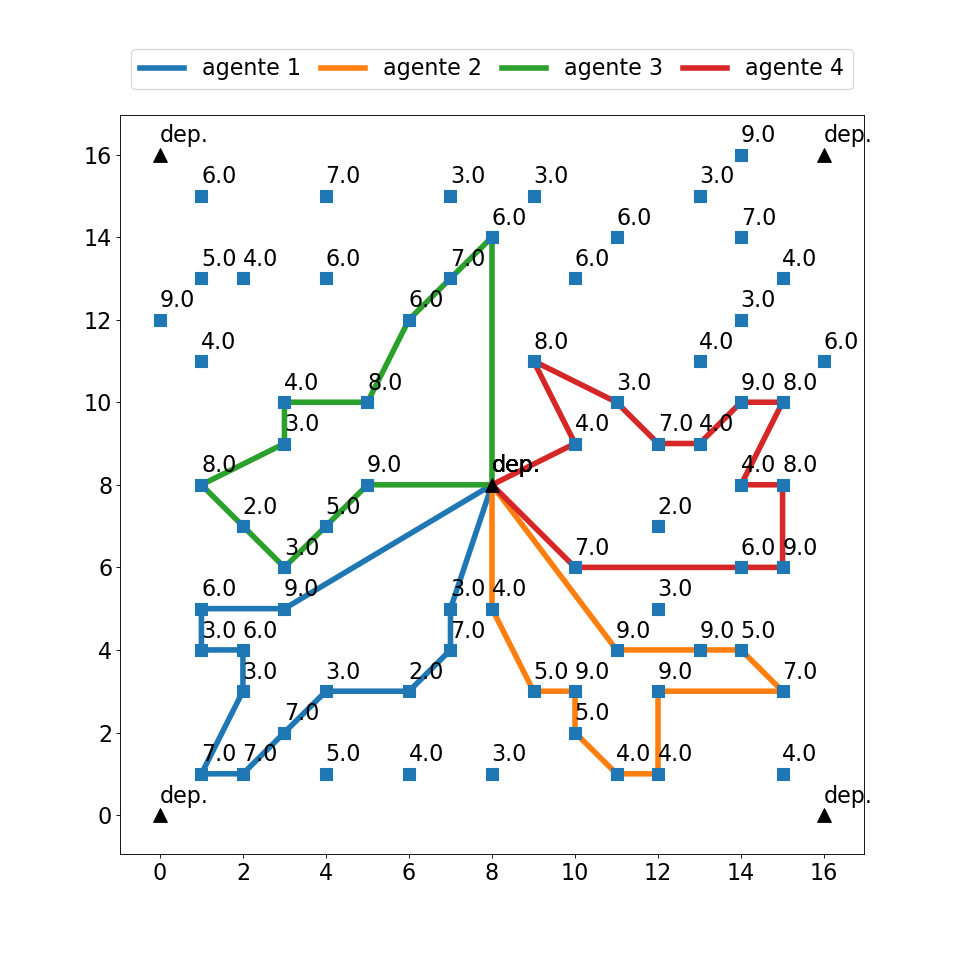 agente 1 agente 2 agente 3 agente 4
9.0
dep. dep.
16
6.0 7.0 3.0 3.0 3.0
6.0 6.0 7.0
14
5.0 4.0 6.0 7.0 6.0 4.0
9.0 6.0 3.0
12
4.0 8.0 4.0 6.0
4.0 8.0 3.0 9.0 8.0
10
3.0 4.0 7.0 4.0
8.0 9.0 dep. 4.0 8.0
8
2.0 5.0 2.0
3.0 7.0 6.0 9.0
6
6.0 9.0 3.0 4.0 3.0
3.0 6.0 7.0 9.0 9.0 5.0
4
3.0 3.0 2.0 5.0 9.0 9.0 7.0
7.0 5.0
2
7.0 7.0 5.0 4.0 3.0 4.0 4.0 4.0
dep. dep.
0
0 2 4 6 8 10 12 14 16